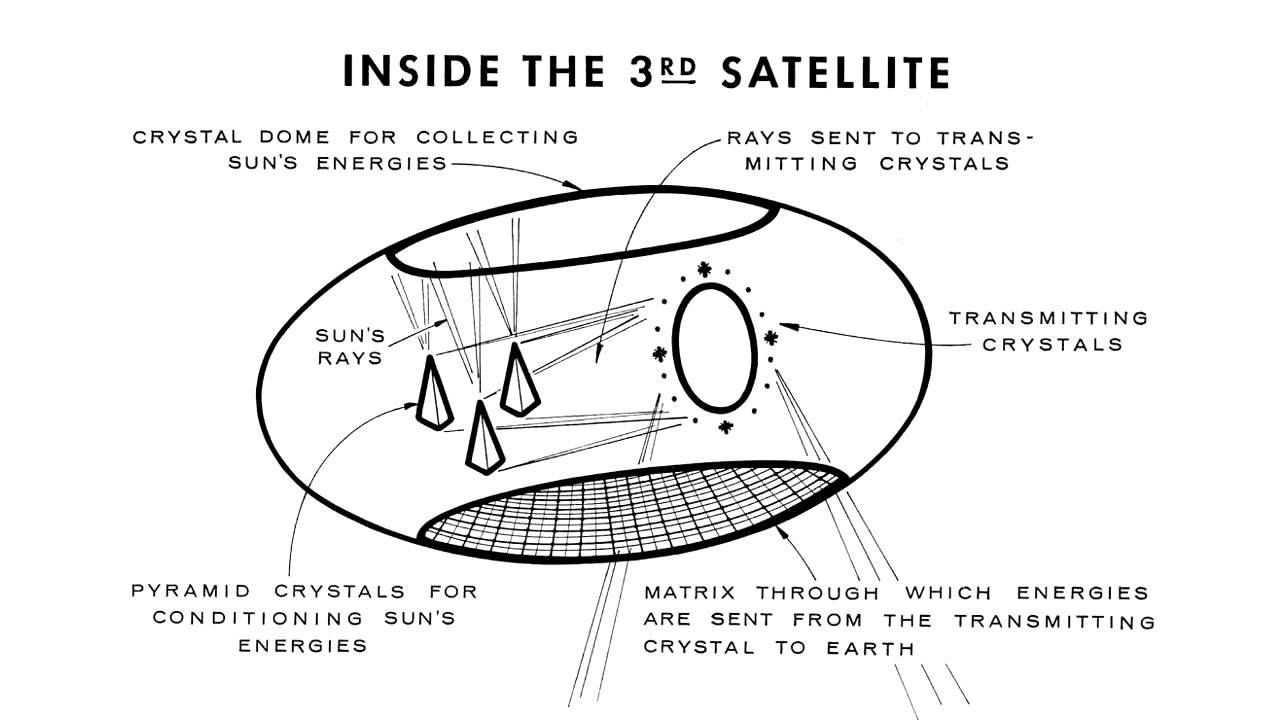 INSIDE THE 3RD SATELLITE
CRYSTAL DOME FOR COLLECTING
SUN'S ENERGIES
RAYS SENT TO TRANS-
MITTING CRYSTALS
SUN'S
RAYS
TRANSMITTING
CRYSTALS
PYRAMID CRYSTALS FOR
CONDITIONING SUN'S
ENERGIES
MATRIX THROUGH WHICH ENERGIES
ARE SENT FROM THE TRANSMITTING
CRYSTAL TO EARTH